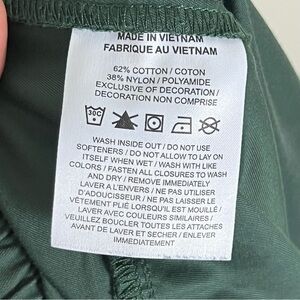 MADE IN VIETNAM
FABRIQUE AU VIETNAM
62% COTTON / COTON
38% NYLON / POLYAMIDE
EXCLUSIVE OF DECORATION /
DECORATION NON COMPRISE
30C
WASH INSIDE OUT / DO NOT USE
SOFTENERS / DO NOT ALLOW TO LAY ON
ITSELF WHEN WET / WASH WITH LIKE
COLORS / FASTEN ALL CLOSURES TO WASH
AND DRY / REMOVE IMMEDIATELY
LAVER A L'ENVERS / NE PAS UTILISER
D'ADOUCISSEUR / NE PAS LAISSER LE
VÊTEMENT PLIÉ LORSQU'IL EST MOUILLÉ /
LAVER AVEC COULEURS SIMILAIRES /
VEUILLEZ BOUCLER TOUTES LES ATTACHES
AVANT DE LAVER ET SECHER / ENLEVER
IMMÉDIATEMENT